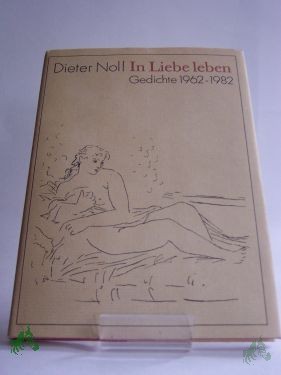 Dieter Noll In Liebe leben
Gedichte 1962-1982